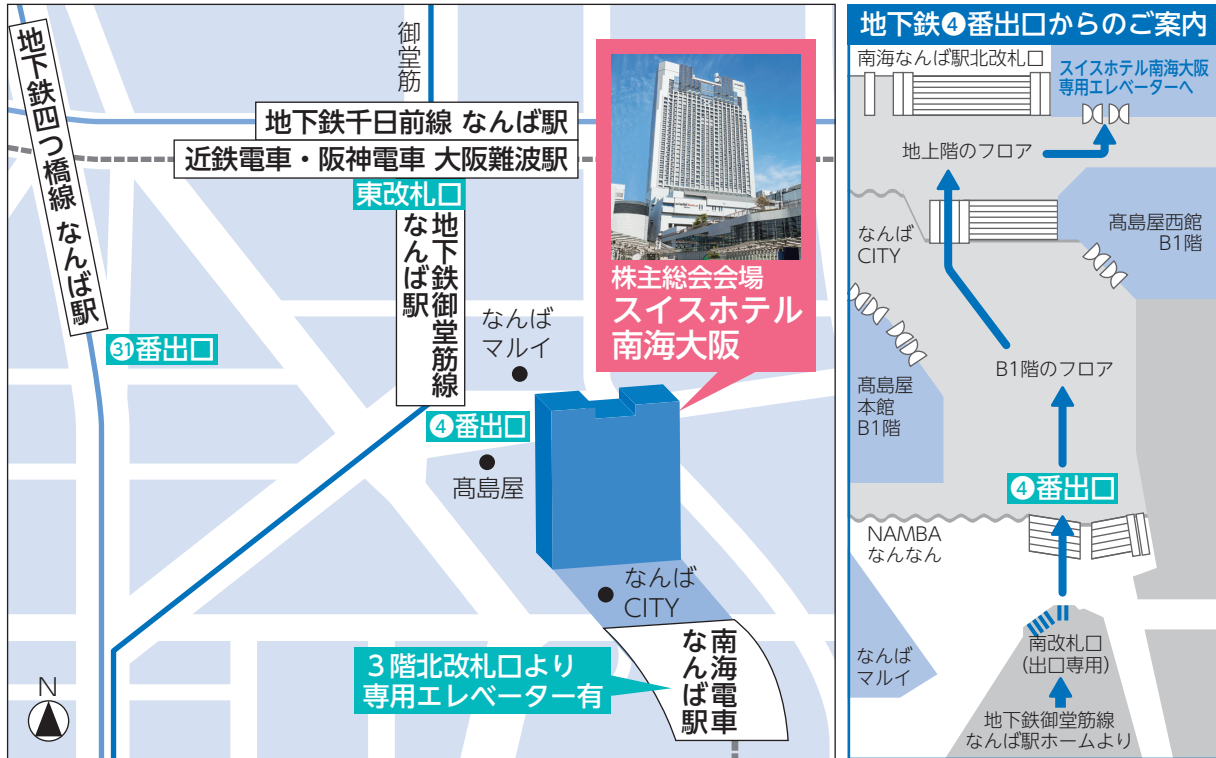 地下鉄四つ橋線 なんば駅
御堂筋
地下鉄千日前線 なんば駅
近鉄電車・阪神電車 大阪難波駅
東改札口
地下鉄御堂筋線
なんば駅
㉛番出口
なんば
マルイ
❹番出口
髙島屋
株主総会会場
スイスホテル
南海大阪
なんば
CITY
南海電車
なんば駅
3階北改札口より
専用エレベーター有
N
地下鉄❹番出口からのご案内
南海なんば駅北改札口
スイスホテル南海大阪
専用エレベーターへ
地上階のフロア
なんば
CITY
髙島屋西館
B1階
B1階のフロア
髙島屋
本館
B1階
❹番出口
NAMBA
なんなん
南改札口
(出口専用)
なんば
マルイ
地下鉄御堂筋線
なんば駅ホームより